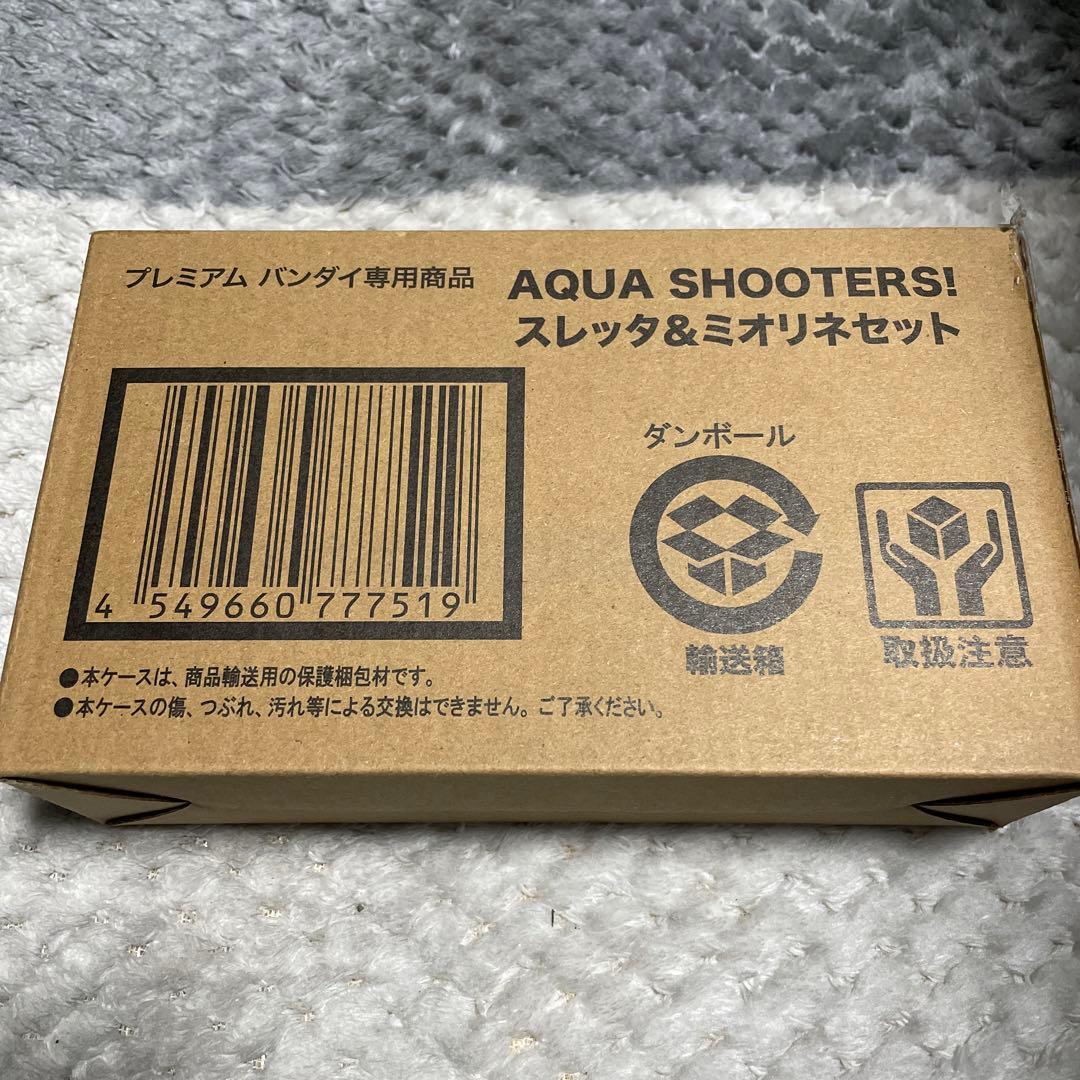 プレミアム バンダイ専用商品
AQUA SHOOTERS!
スレッタ&ミオリネセット
4 549660 777519
ダンボール
輸送箱
取扱注意
●本ケースは、商品輸送用の保護梱包材です。
●本ケースの傷、つぶれ、汚れ等による交換はできません。ご了承ください。